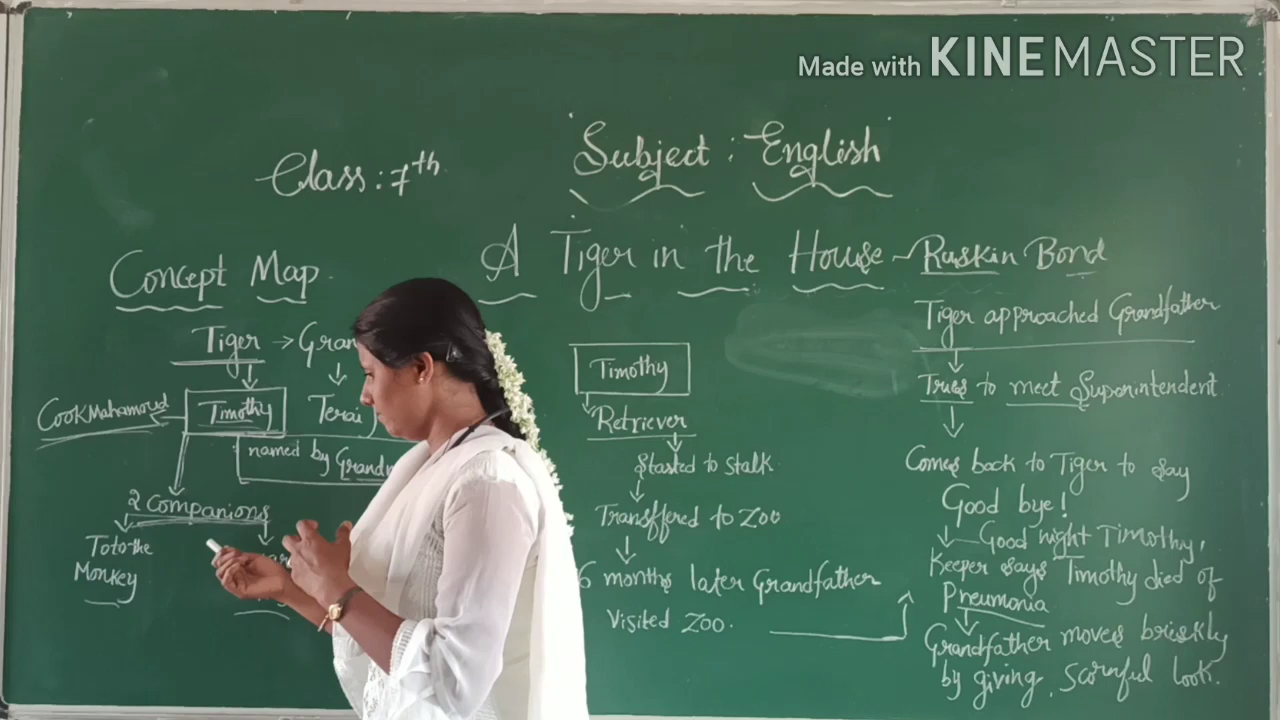 Made with KINEMASTER
Class : 7th
Subject : English
A Tiger in the House ~ Ruskin Bond
Concept Map
Tiger →
Terai
Cook Mahamoud
Timothy
named by
2 Companions
Toto the
Monkey
Timothy
Retriever
Started to Stalk
Transffered to Zoo
6 months later Grandfather
Visited Zoo.
Tiger approached Grandfather
Tries to meet Superintendent
Comes back to Tiger to say
Good bye!
Good night Timothy,
Keeper says Timothy died of
Pneumonia
Grandfather moves briskly
by giving scornful look.